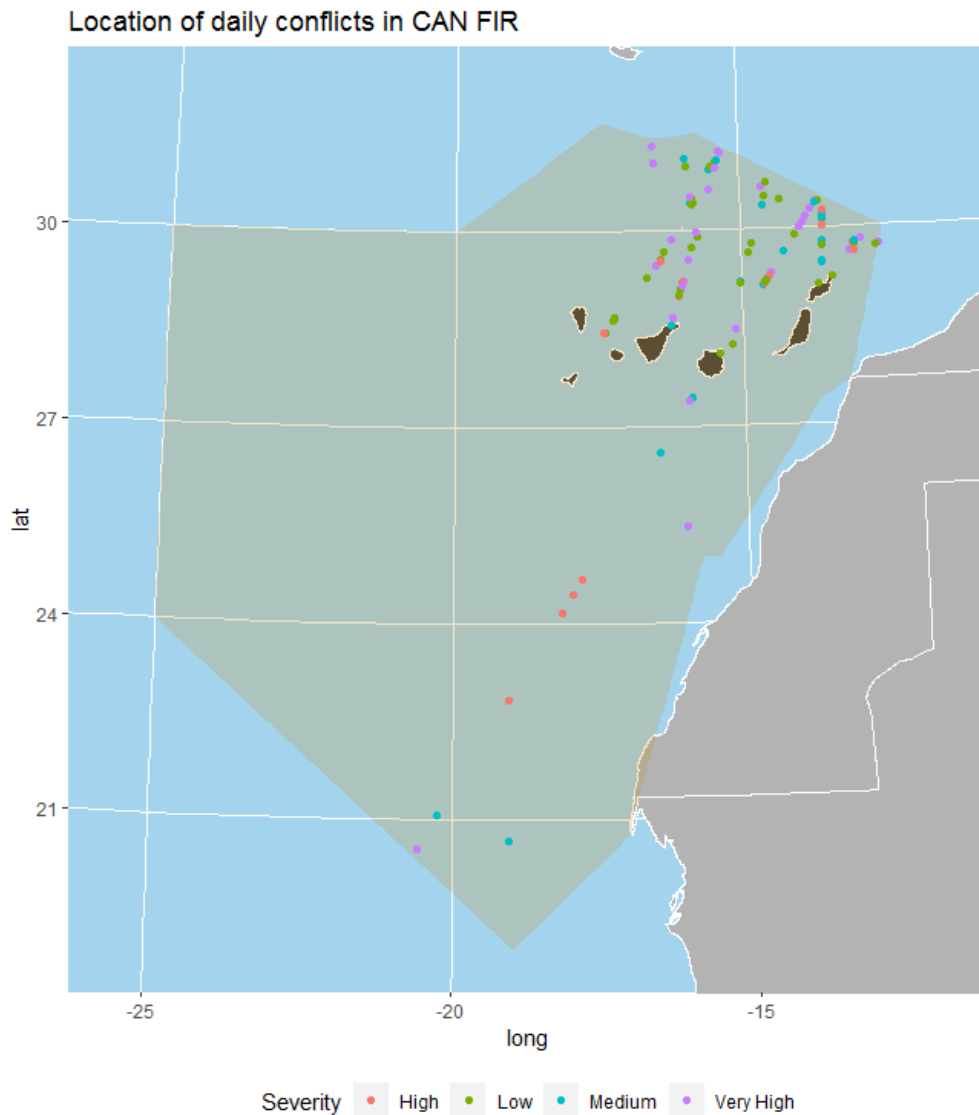 Location of daily conflicts in CAN FIR
30
27
24
21
lat
-25
-20
-15
long
Severity High Low Medium Very High